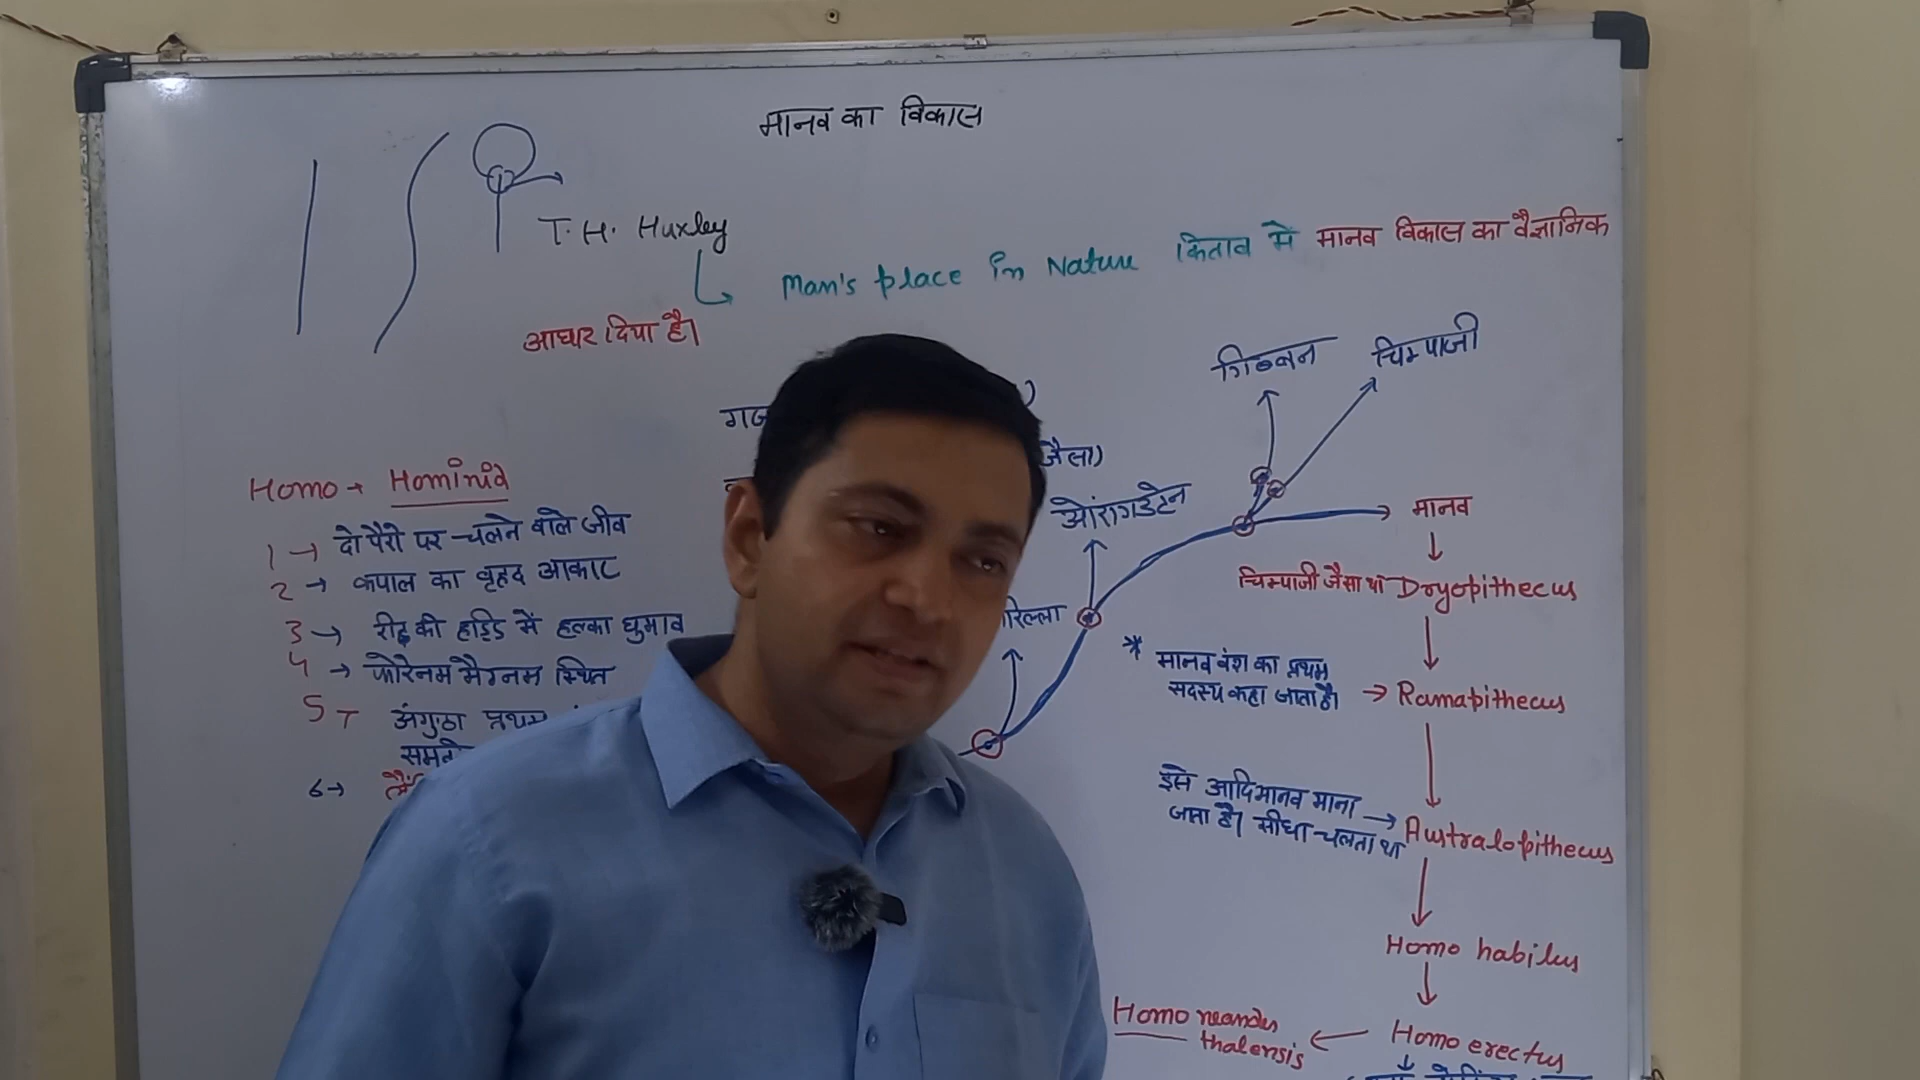 मानव का विकास
T. H. Huxley
Man's place in Nature किताब में मानव विकास का वैज्ञानिक
आधार दिया है।
गिब्बन
चिम्पाजी
जैसा)
ओरांगउटेन
मानव
Homo → Hominid
1 → दो पैरो पर चलने वाले जीव
2 → कपाल का वृहद आकार
3 → रीढ़ की हड्डि में हल्का घुमाव
4 → फोरेनम मैग्नम स्थित
5 → अंगुठा प्रथम
6 →
रिल्ला
चिम्पाजी जैसा था Dryopithecus
* मानव वंश का प्रथम
सदस्य कहा जाता है। → Ramapithecus
इसे आदिमानव माना
जाता है। सीधा चलता था → Australopithecus
Homo habilus
Homo neander
thalensis ← Homo erectus